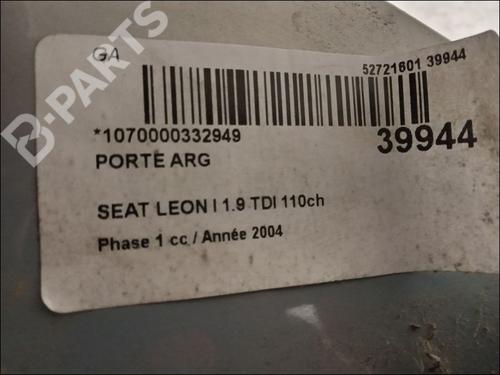 GA
52721601 39944
*1070000332949
39944
PORTE ARG
SEAT LEON I 1.9 TDI 110ch
Phase 1 cc / Année 2004
B-PARTS